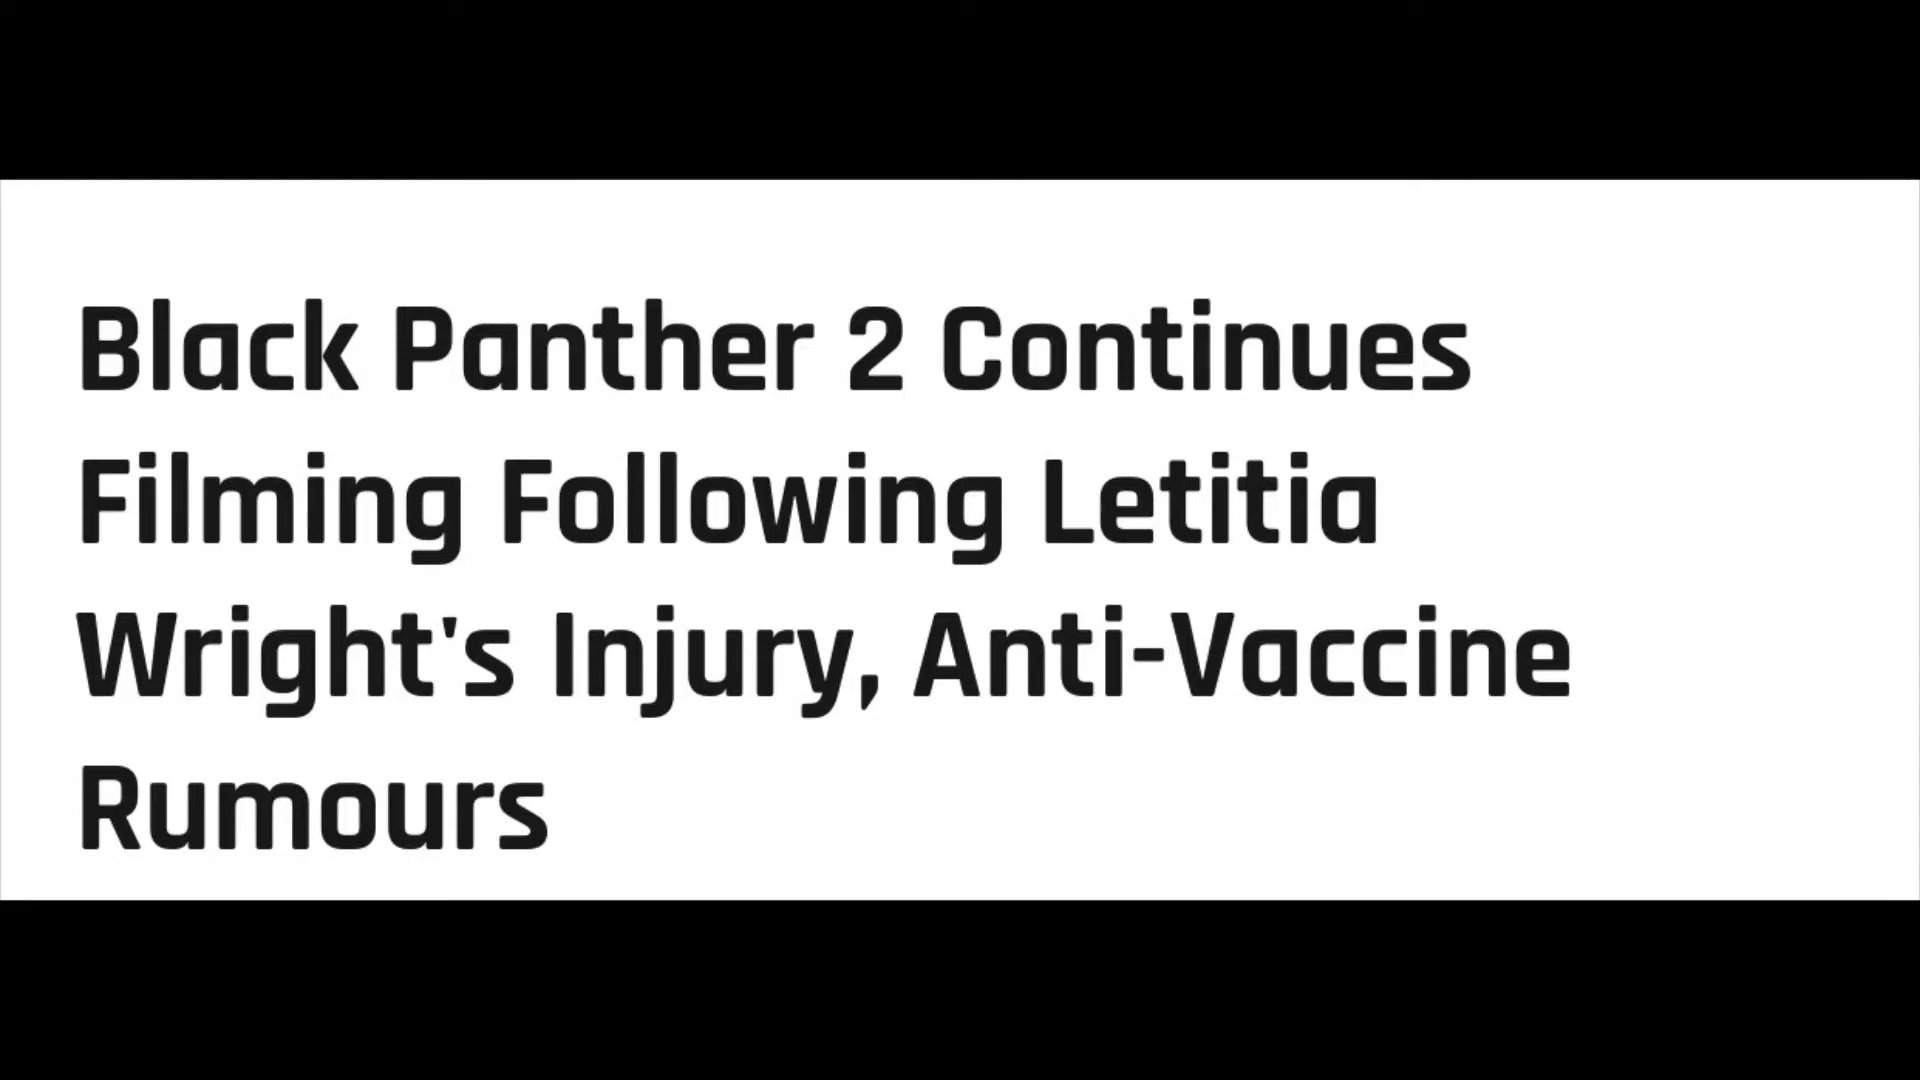 Black Panther 2 Continues
Filming Following Letitia
Wright's Injury, Anti-Vaccine
Rumours